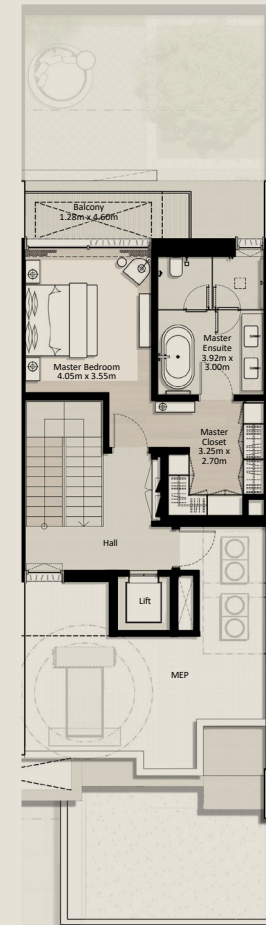 Balcony
1.28m x 4.60m
Master Bedroom
4.05m x 3.55m
Master
Ensuite
3.92m x
3.00m
Master
Closet
3.25m x
2.70m
Hall
Lift
MEP